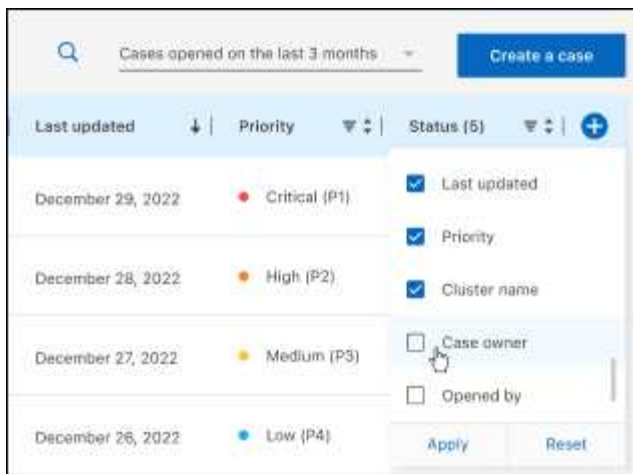 Cases opened on the last 3 months
Create a case
Last updated
Priority
Status (5)
Last updated
December 29, 2022
Critical (P1)
Priority
December 28, 2022
High (P2)
Cluster name
Case owner
December 27, 2022
Medium (P3)
Opened by
December 26, 2022
Low (P4)
Apply
Reset